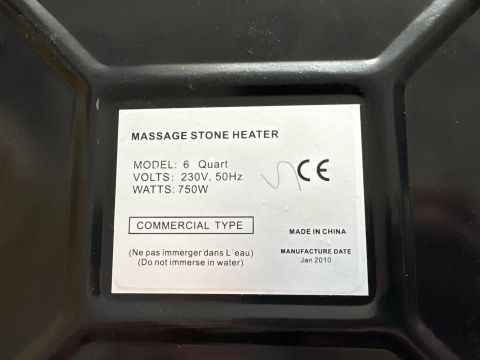 MASSAGE STONE HEATER
MODEL: 6 Quart
VOLTS: 230V, 50Hz
WATTS: 750W
CE
COMMERCIAL TYPE
MADE IN CHINA
(Ne pas immerger dans L'eau)
(Do not immerse in water)
MANUFACTURE DATE
Jan 2010